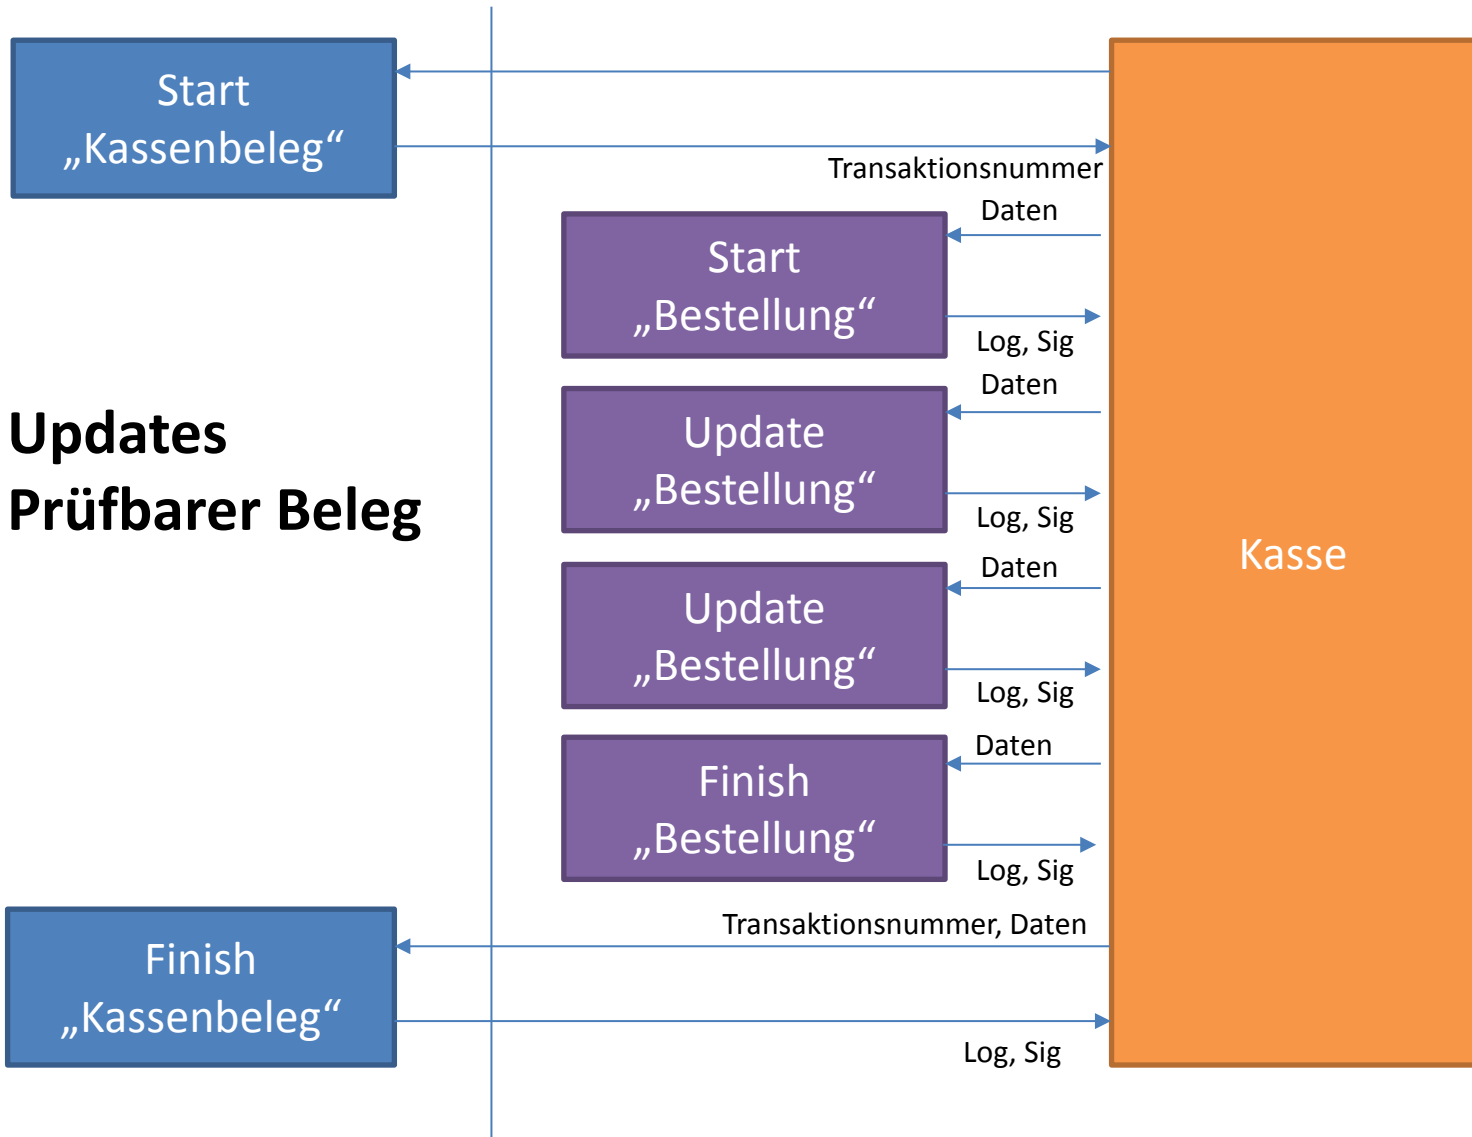 Start
„Kassenbeleg“
Transaktionsnummer
Daten
Start
„Bestellung“
Log, Sig
Daten
Update
„Bestellung“
Log, Sig
Updates
Prüfbarer Beleg
Kasse
Daten
Update
„Bestellung“
Log, Sig
Daten
Finish
„Bestellung“
Log, Sig
Transaktionsnummer, Daten
Finish
„Kassenbeleg“
Log, Sig